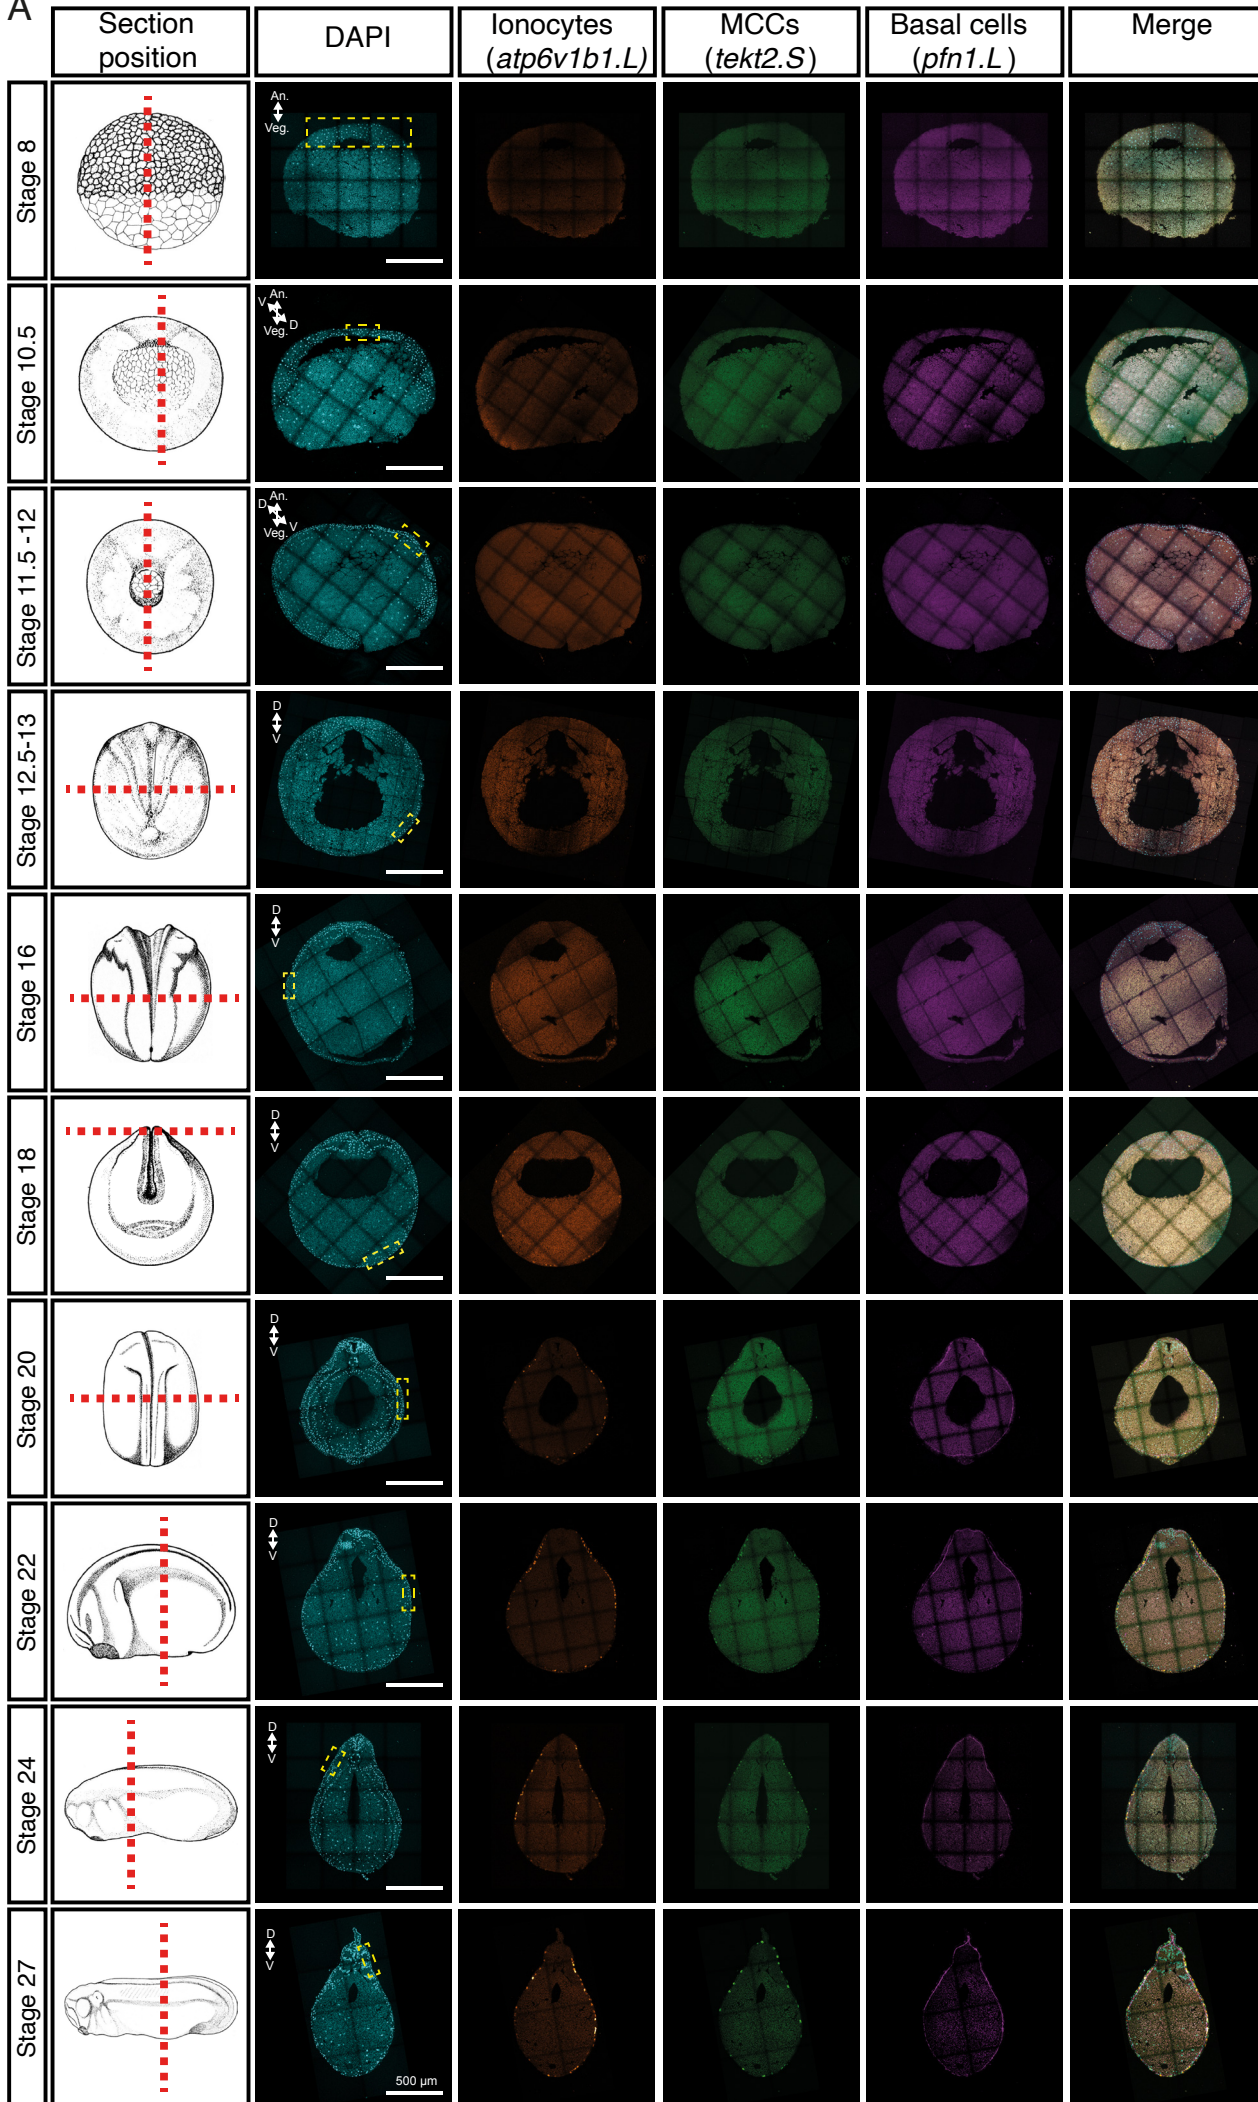 A
Section
position
DAPI
Ionocytes
(atp6v1b1.L)
MCCs
(tekt2.S)
Basal cells
(pfn1.L)
Merge
Stage 8
An.
Veg.
Stage 10.5
An.
V
D
Veg.
Stage 11.5 -12
An.
D
V
Veg.
Stage 12.5-13
D
V
Stage 16
D
V
Stage 18
D
V
Stage 20
D
V
Stage 22
D
V
Stage 24
D
V
Stage 27
D
V
500 µm